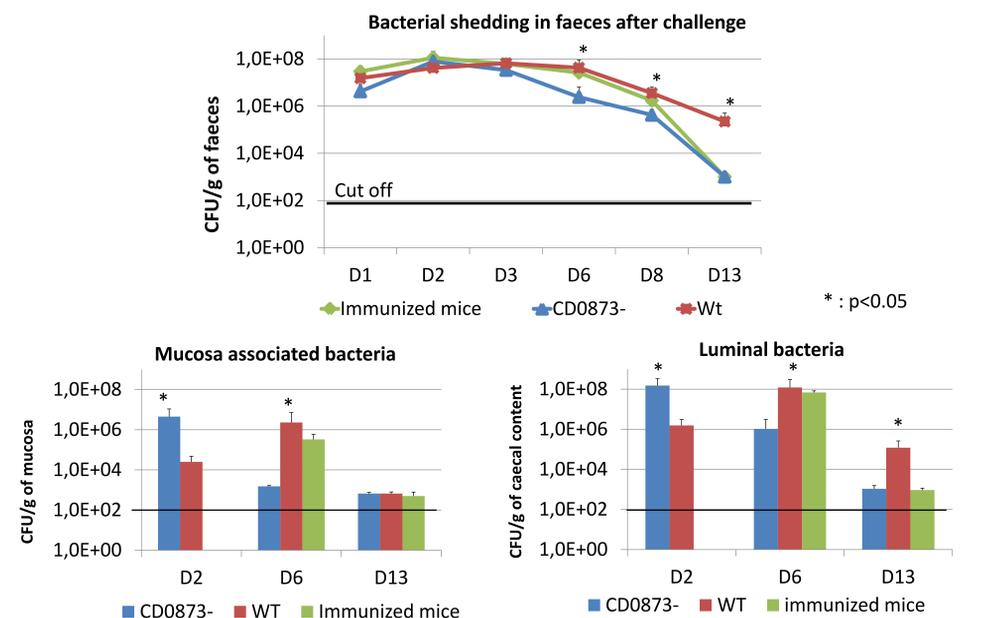 Bacterial shedding in faeces after challenge
CFU/g of faeces
1,0E+08
1,0E+06
1,0E+04
1,0E+02
1,0E+00
Cut off
*
*
*
D1 D2 D3 D6 D8 D13
Immunized mice CD0873- Wt
* : p<0.05
Mucosa associated bacteria
CFU/g of mucosa
1,0E+08
1,0E+06
1,0E+04
1,0E+02
1,0E+00
*
*
D2 D6 D13
CD0873- WT Immunized mice
Luminal bacteria
CFU/g of caecal content
1,0E+08
1,0E+06
1,0E+04
1,0E+02
1,0E+00
*
*
*
D2 D6 D13
CD0873- WT immunized mice